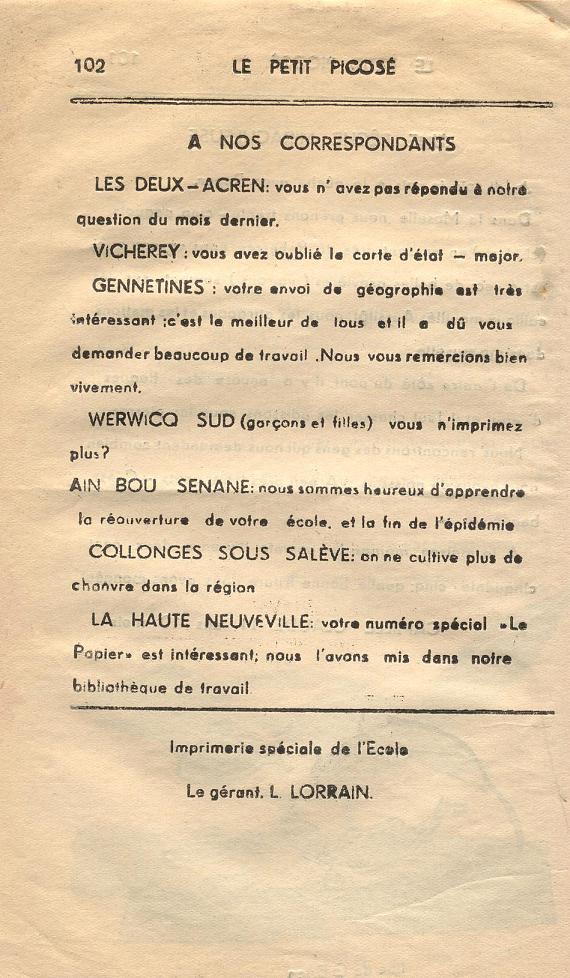 102 LE PETIT PICOSÉ
A NOS CORRESPONDANTS
LES DEUX-ACREN: vous n' avez pas répondu à notre
question du mois dernier.
VICHEREY: vous avez oublié la carte d'état - major.
GENNETINES : votre envoi de géographie est très
intéressant ;c'est le meilleur de tous et il a dû vous
demander beaucoup de travail .Nous vous remercions bien
vivement.
WERWICQ SUD (garçons et filles) vous n'imprimez
plus?
AIN BOU SENANE: nous sommes heureux d'apprendre
la réouverture de votre école, et la fin de l'épidémie
COLLONGES SOUS SALÈVE: on ne cultive plus de
chanvre dans la région
LA HAUTE NEUVEVILLE: votre numéro spécial «Le
Papier» est intéressant; nous l'avons mis dans notre
bibliothèque de travail
Imprimerie spéciale de l'Ecole
Le gérant. L. LORRAIN.